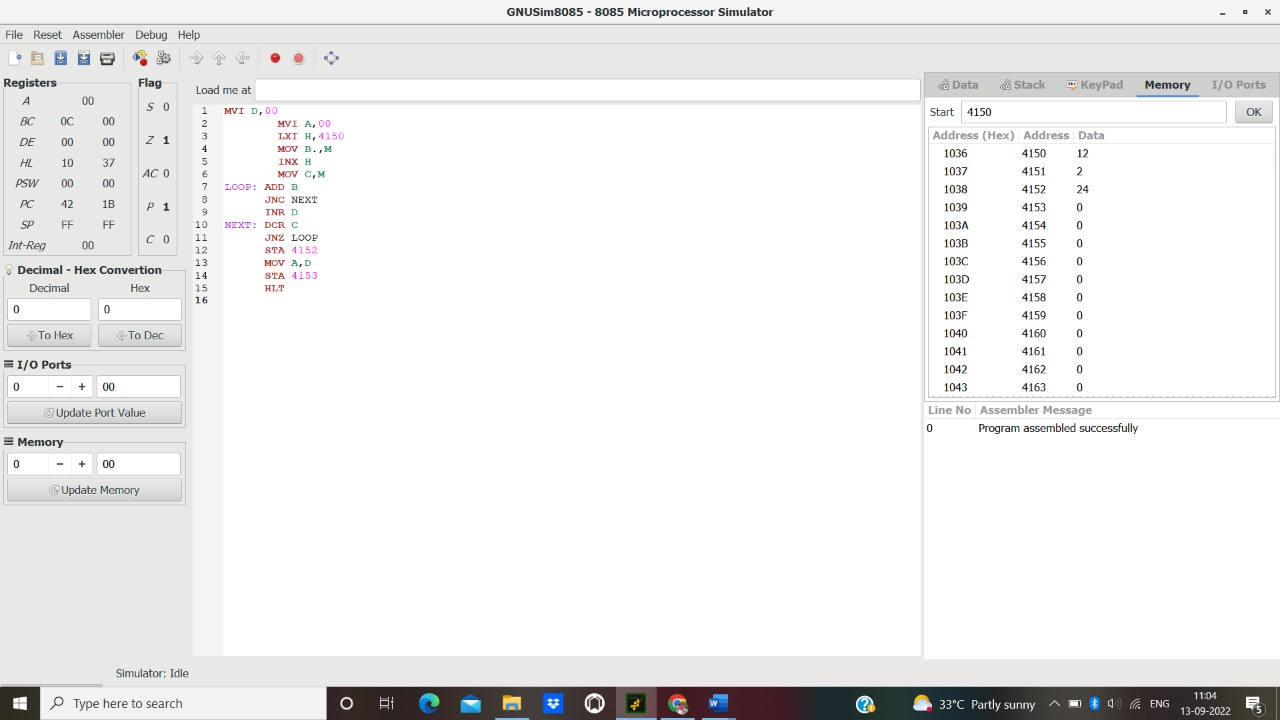 GNUSim8085 - 8085 Microprocessor Simulator
File Reset Assembler Debug Help
Registers
A 00
BC 0C 00
DE 00 00
HL 10 37
PSW 00 00
PC 42 1B
SP FF FF
Int-Reg 00
Flag
S 0
Z 1
AC 0
P 1
C 0
Decimal - Hex Convertion
Decimal Hex
0 0
To Hex To Dec
I/O Ports
0 − + 00
Update Port Value
Memory
0 − + 00
Update Memory
Load me at
1 MVI D,00
2 MVI A,00
3 LXI H,4150
4 MOV B.,M
5 INX H
6 MOV C,M
7 LOOP: ADD B
8 JNC NEXT
9 INR D
10 NEXT: DCR C
11 JNZ LOOP
12 STA 4152
13 MOV A,D
14 STA 4153
15 HLT
16
Data Stack KeyPad Memory I/O Ports
Start 4150 OK
Address (Hex) Address Data
1036 4150 12
1037 4151 2
1038 4152 24
1039 4153 0
103A 4154 0
103B 4155 0
103C 4156 0
103D 4157 0
103E 4158 0
103F 4159 0
1040 4160 0
1041 4161 0
1042 4162 0
1043 4163 0
Line No Assembler Message
0 Program assembled successfully
Simulator: Idle
Type here to search
33°C Partly sunny
ENG
11:04
13-09-2022
5